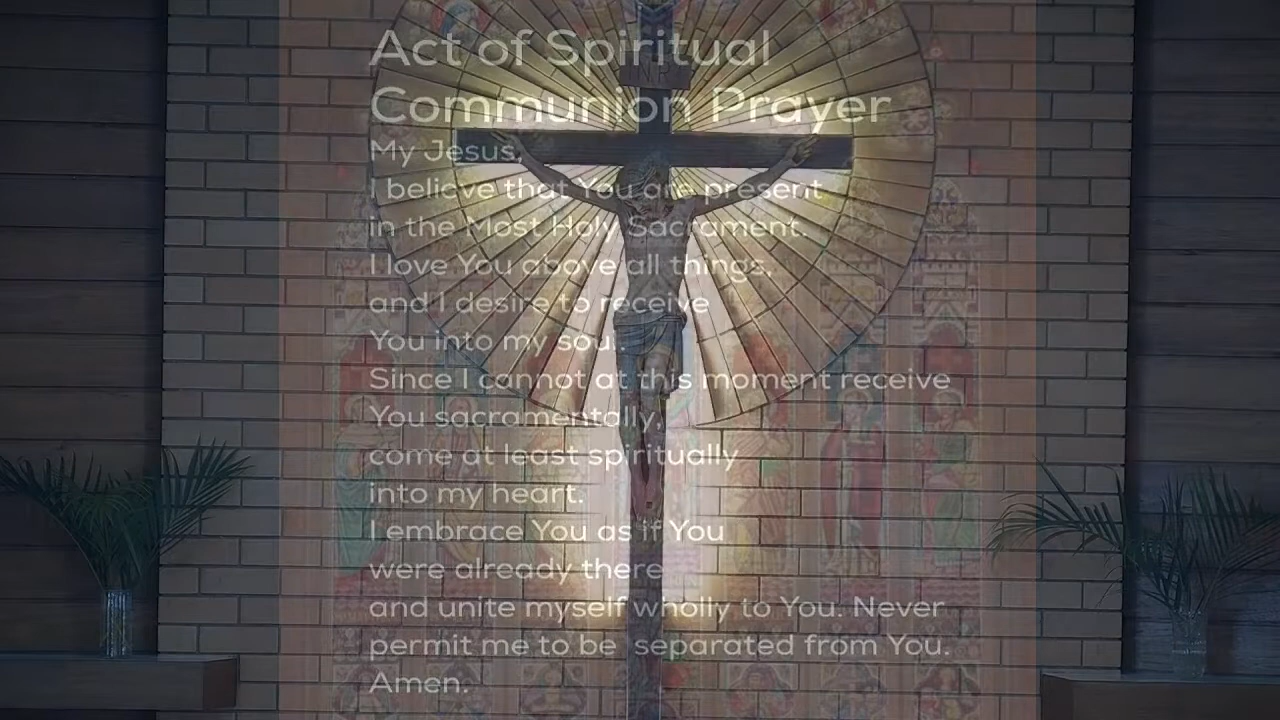 Act of Spiritual
Communion Prayer
INRI
My Jesus,
I believe that You are present
in the Most Holy Sacrament.
I love You above all things,
and I desire to receive
You into my soul.
Since I cannot at this moment receive
You sacramentally,
come at least spiritually
into my heart.
I embrace You as if You
were already there
and unite myself wholly to You. Never
permit me to be separated from You.
Amen.